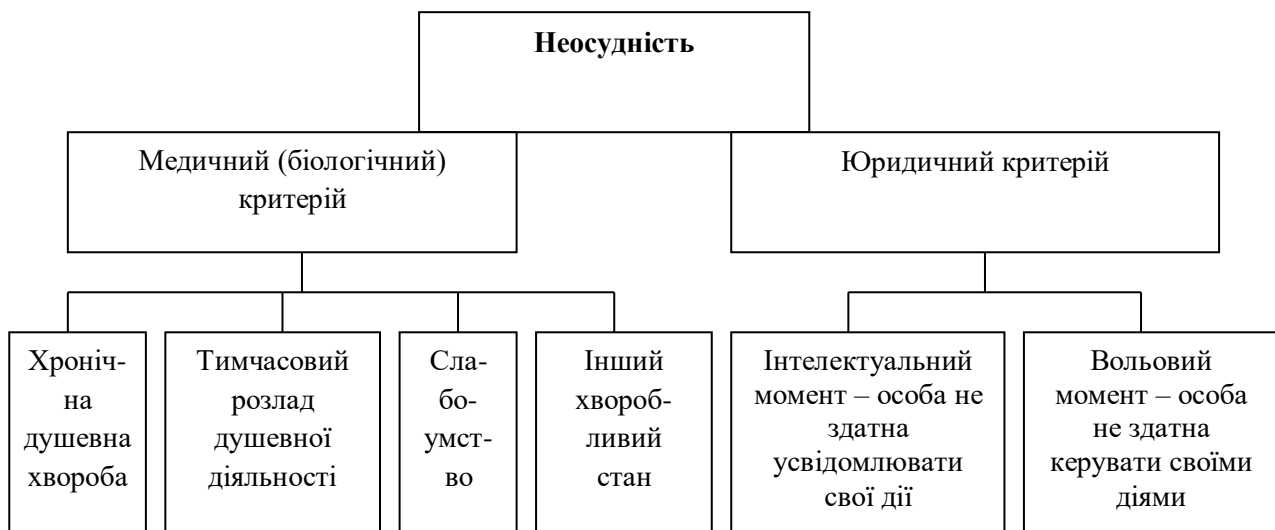 Неосудність
Медичний (біологічний)
критерій
Юридичний критерій
Хроніч-
на
душевна
хвороба
Тимчасовий
розлад
душевної
діяльності
Сла-
бо-
умст-
во
Інший
хвороб-
ливий
стан
Інтелектуальний
момент – особа не
здатна
усвідомлювати
свої дії
Вольовий
момент – особа
не здатна
керувати своїми
діями